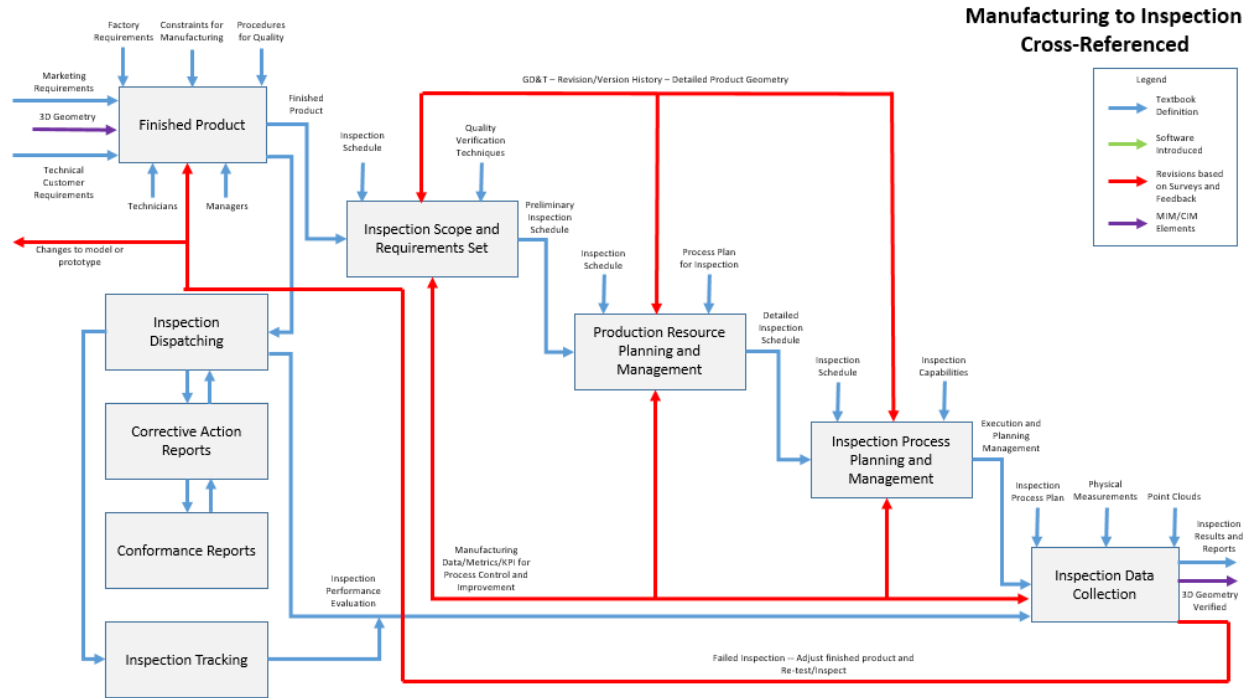 Manufacturing to Inspection
Cross-Referenced
Legend
Textbook
Definition
Software
Introduced
Revisions based
on Surveys and
Feedback
MIM/CIM
Elements
Factory
Requirements
Constraints for
Manufacturing
Procedures
for Quality
Marketing
Requirements
3D Geometry
Technical
Customer
Requirements
Finished Product
Technicians
Managers
Finished
Product
Changes to model or
prototype
GD&T – Revision/Version History – Detailed Product Geometry
Inspection
Schedule
Quality
Verification
Techniques
Inspection Scope and
Requirements Set
Preliminary
Inspection
Schedule
Inspection
Schedule
Process Plan
for Inspection
Production Resource
Planning and
Management
Detailed
Inspection
Schedule
Inspection
Schedule
Inspection
Capabilities
Inspection Process
Planning and
Management
Execution and
Planning
Management
Inspection
Process Plan
Physical
Measurements
Point Clouds
Inspection
Results and
Reports
Inspection Data
Collection
3D Geometry
Verified
Inspection
Dispatching
Corrective Action
Reports
Conformance Reports
Inspection Tracking
Inspection
Performance
Evaluation
Manufacturing
Data/Metrics/KPI for
Process Control and
Improvement
Failed Inspection -- Adjust finished product and
Re-test/Inspect